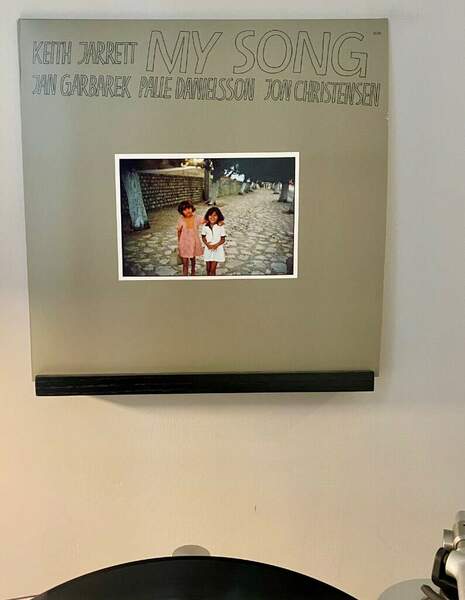 KEITH JARRETT MY SONG
JAN GARBAREK PALLE DANIELSSON JON CHRISTENSEN